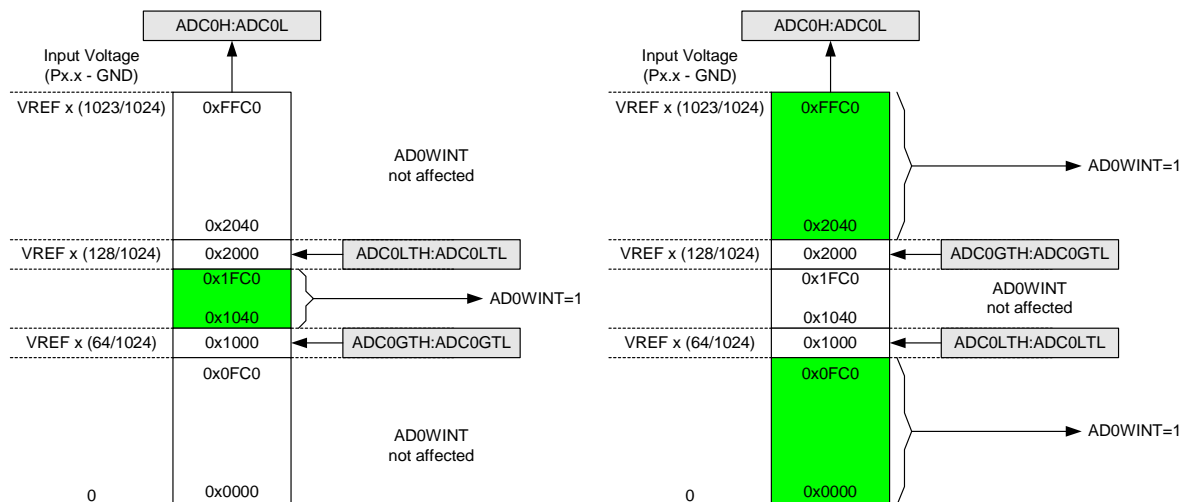 ADC0H:ADC0L
Input Voltage
(Px.x - GND)
VREF x (1023/1024)
0xFFC0
AD0WINT
not affected
0x2040
VREF x (128/1024)
0x2000
ADC0LTH:ADC0LTL
0x1FC0
AD0WINT=1
0x1040
VREF x (64/1024)
0x1000
ADC0GTH:ADC0GTL
0x0FC0
AD0WINT
not affected
0
0x0000
ADC0H:ADC0L
Input Voltage
(Px.x - GND)
VREF x (1023/1024)
0xFFC0
AD0WINT=1
0x2040
VREF x (128/1024)
0x2000
ADC0GTH:ADC0GTL
0x1FC0
AD0WINT
not affected
0x1040
VREF x (64/1024)
0x1000
ADC0LTH:ADC0LTL
0x0FC0
AD0WINT=1
0
0x0000